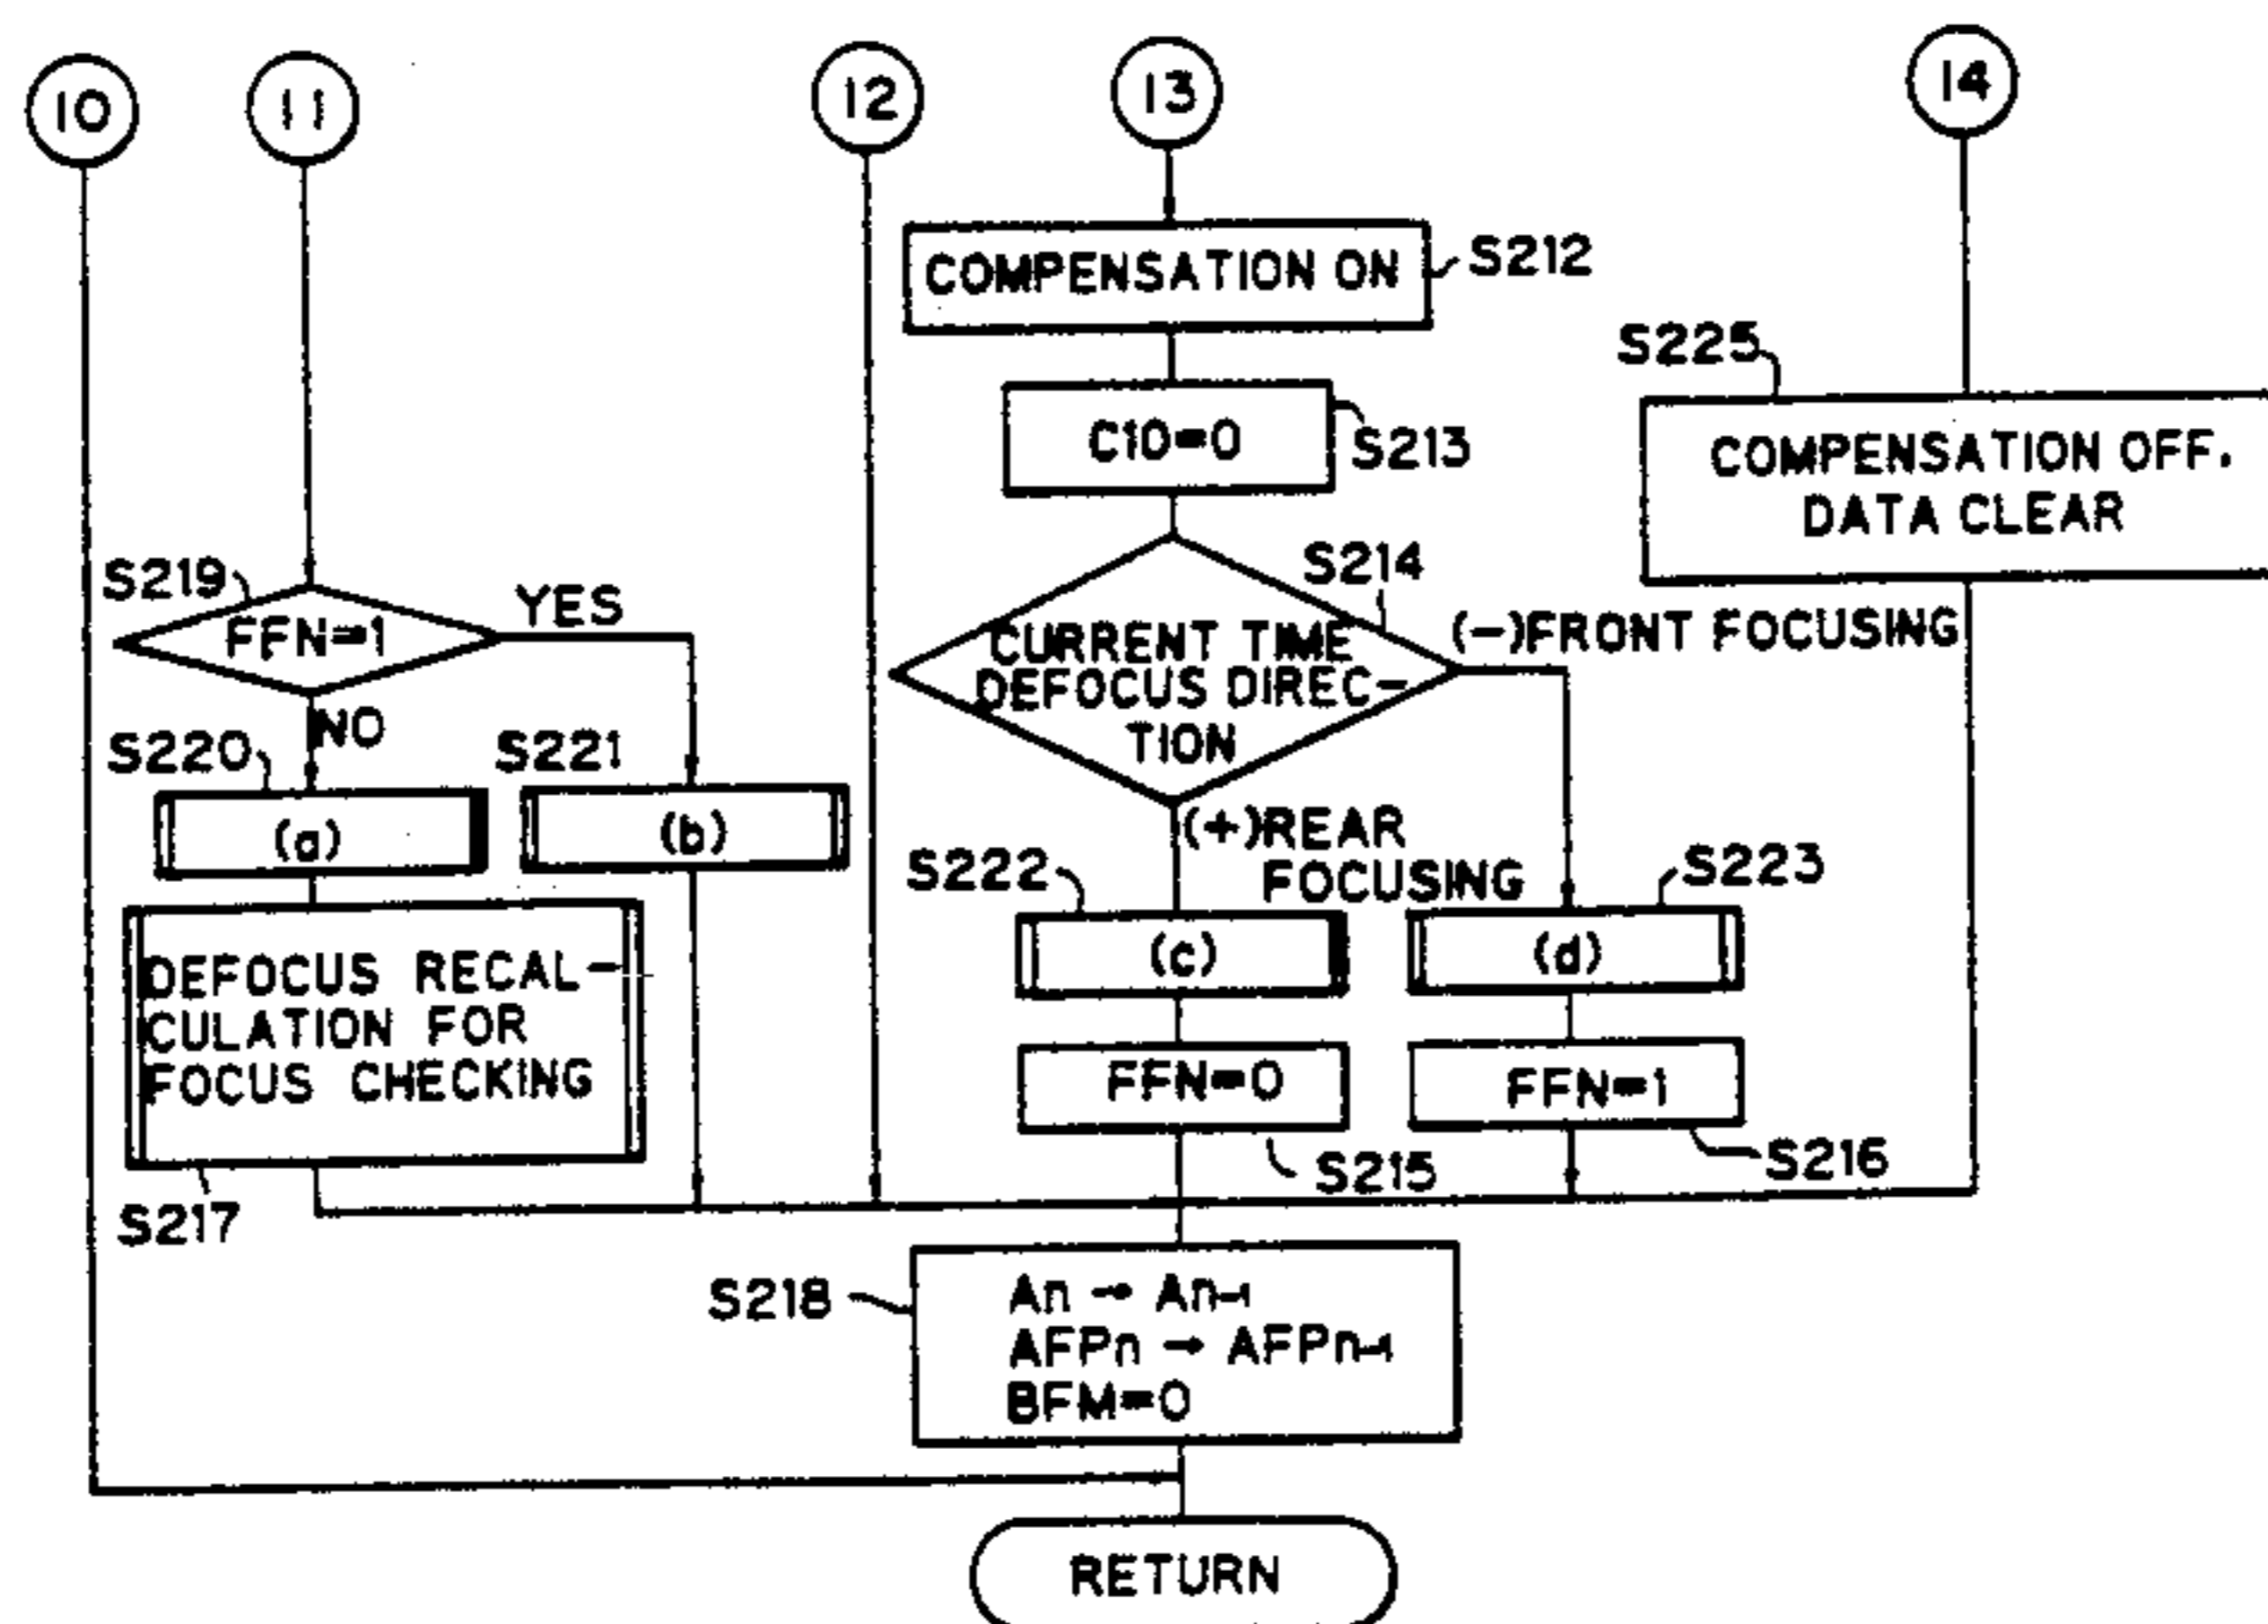 10
11
12
13
14
COMPENSATION ON
S212
C10=0
S213
S225
COMPENSATION OFF.
DATA CLEAR
S219
FFN=1
YES
NO
S214
CURRENT TIME
DEFOCUS DIREC-
TION
(-)FRONT FOCUSING
(+)REAR
FOCUSING
S220
(a)
S221
(b)
S222
(c)
S223
(d)
DEFOCUS RECAL-
CULATION FOR
FOCUS CHECKING
S217
FFN=0
S215
FFN=1
S216
S218
An → An-1
AFPn → AFPn-1
BFM=0
RETURN